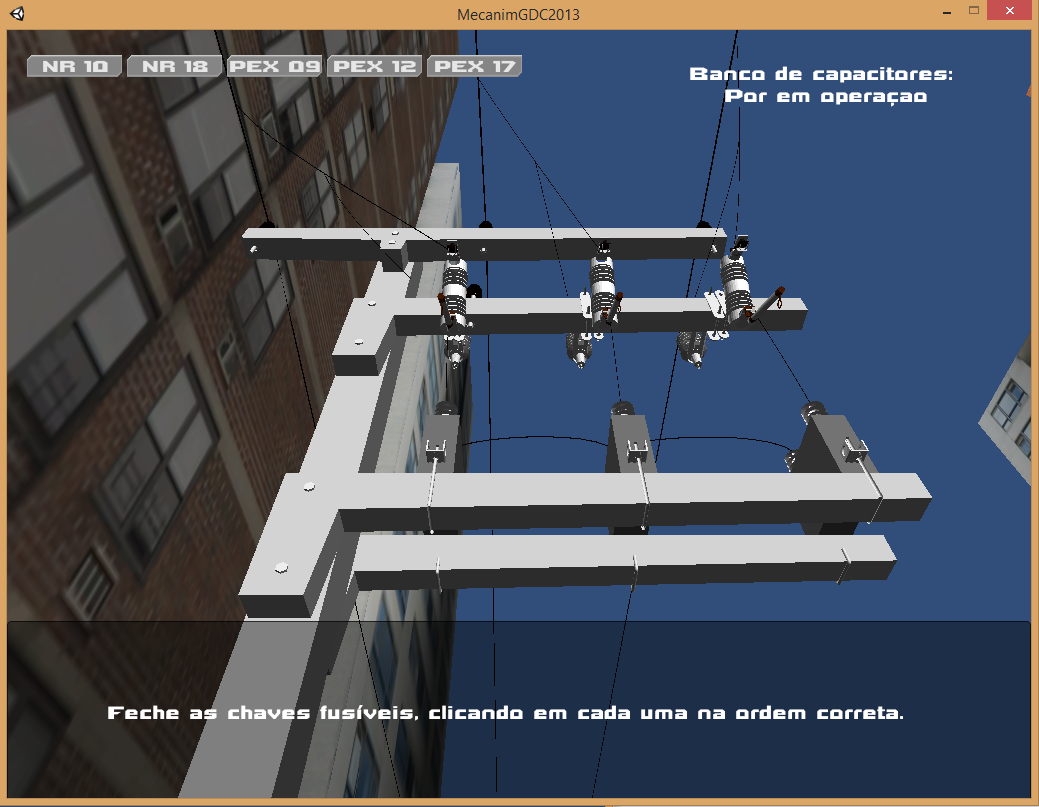 MecanimGDC2013
NR 10 NR 18 PEX 09 PEX 12 PEX 17
Banco de capacitores:
Por em operaçao
Feche as chaves fusíveis, clicando em cada uma na ordem correta.